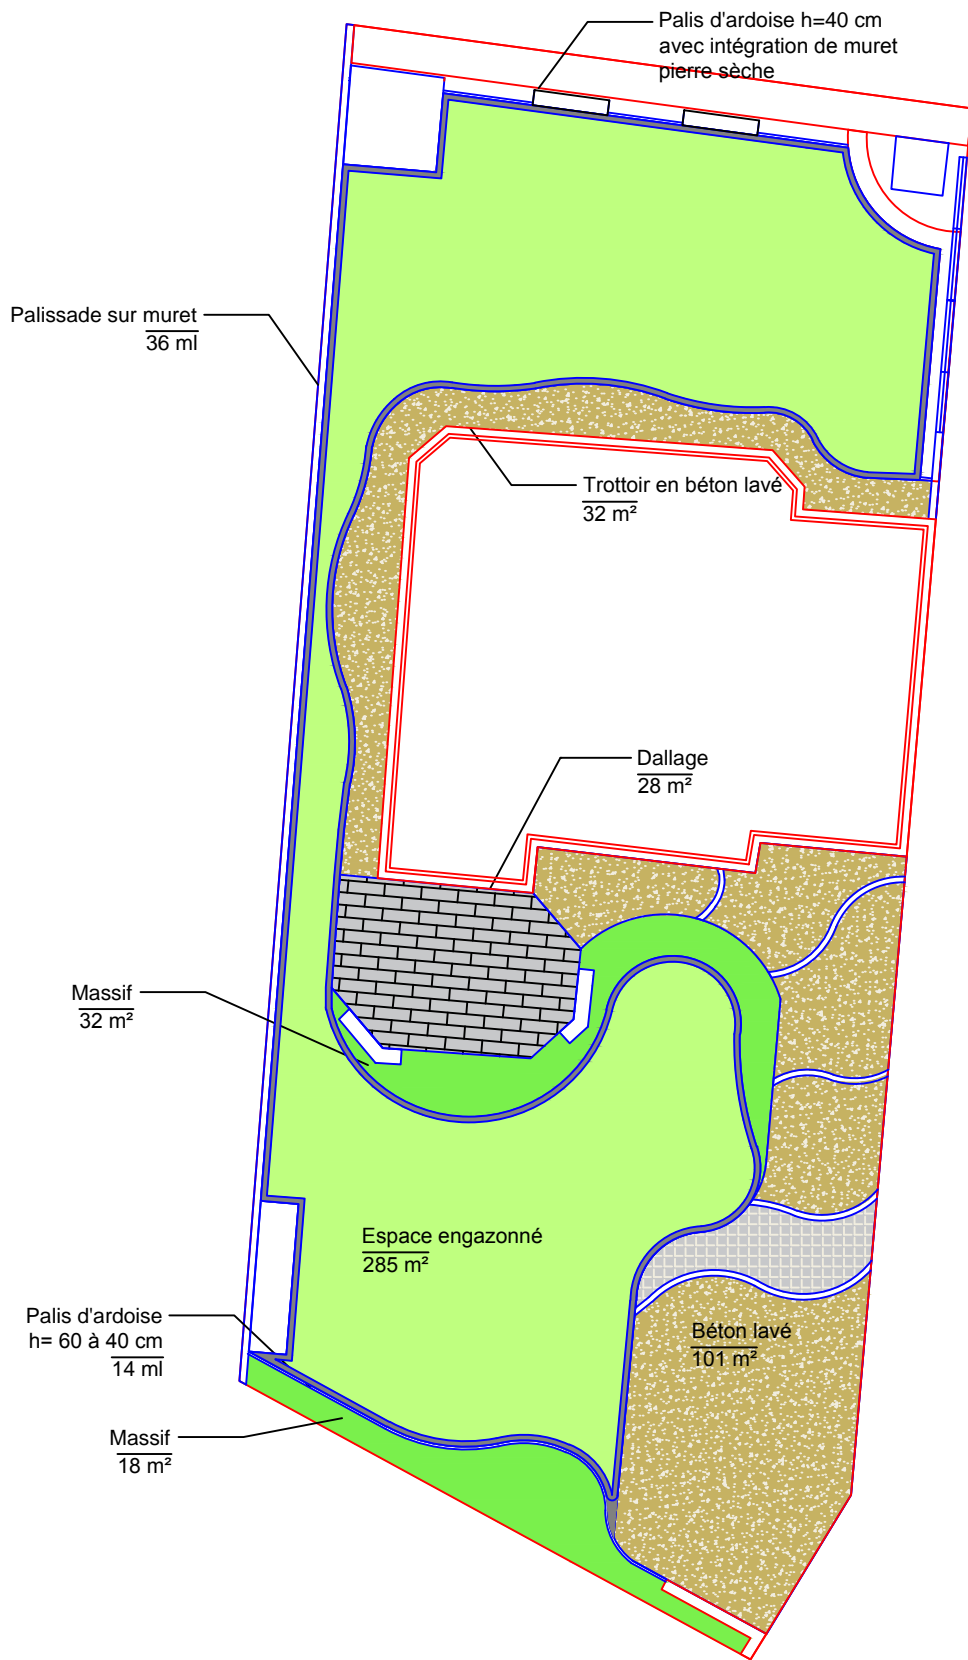 Palis d'ardoise h=40 cm
avec intégration de muret
pierre sèche
Palissade sur muret
36 ml
Trottoir en béton lavé
32 m²
Dallage
28 m²
Massif
32 m²
Espace engazonné
285 m²
Palis d'ardoise
h= 60 à 40 cm
14 ml
Béton lavé
101 m²
Massif
18 m²